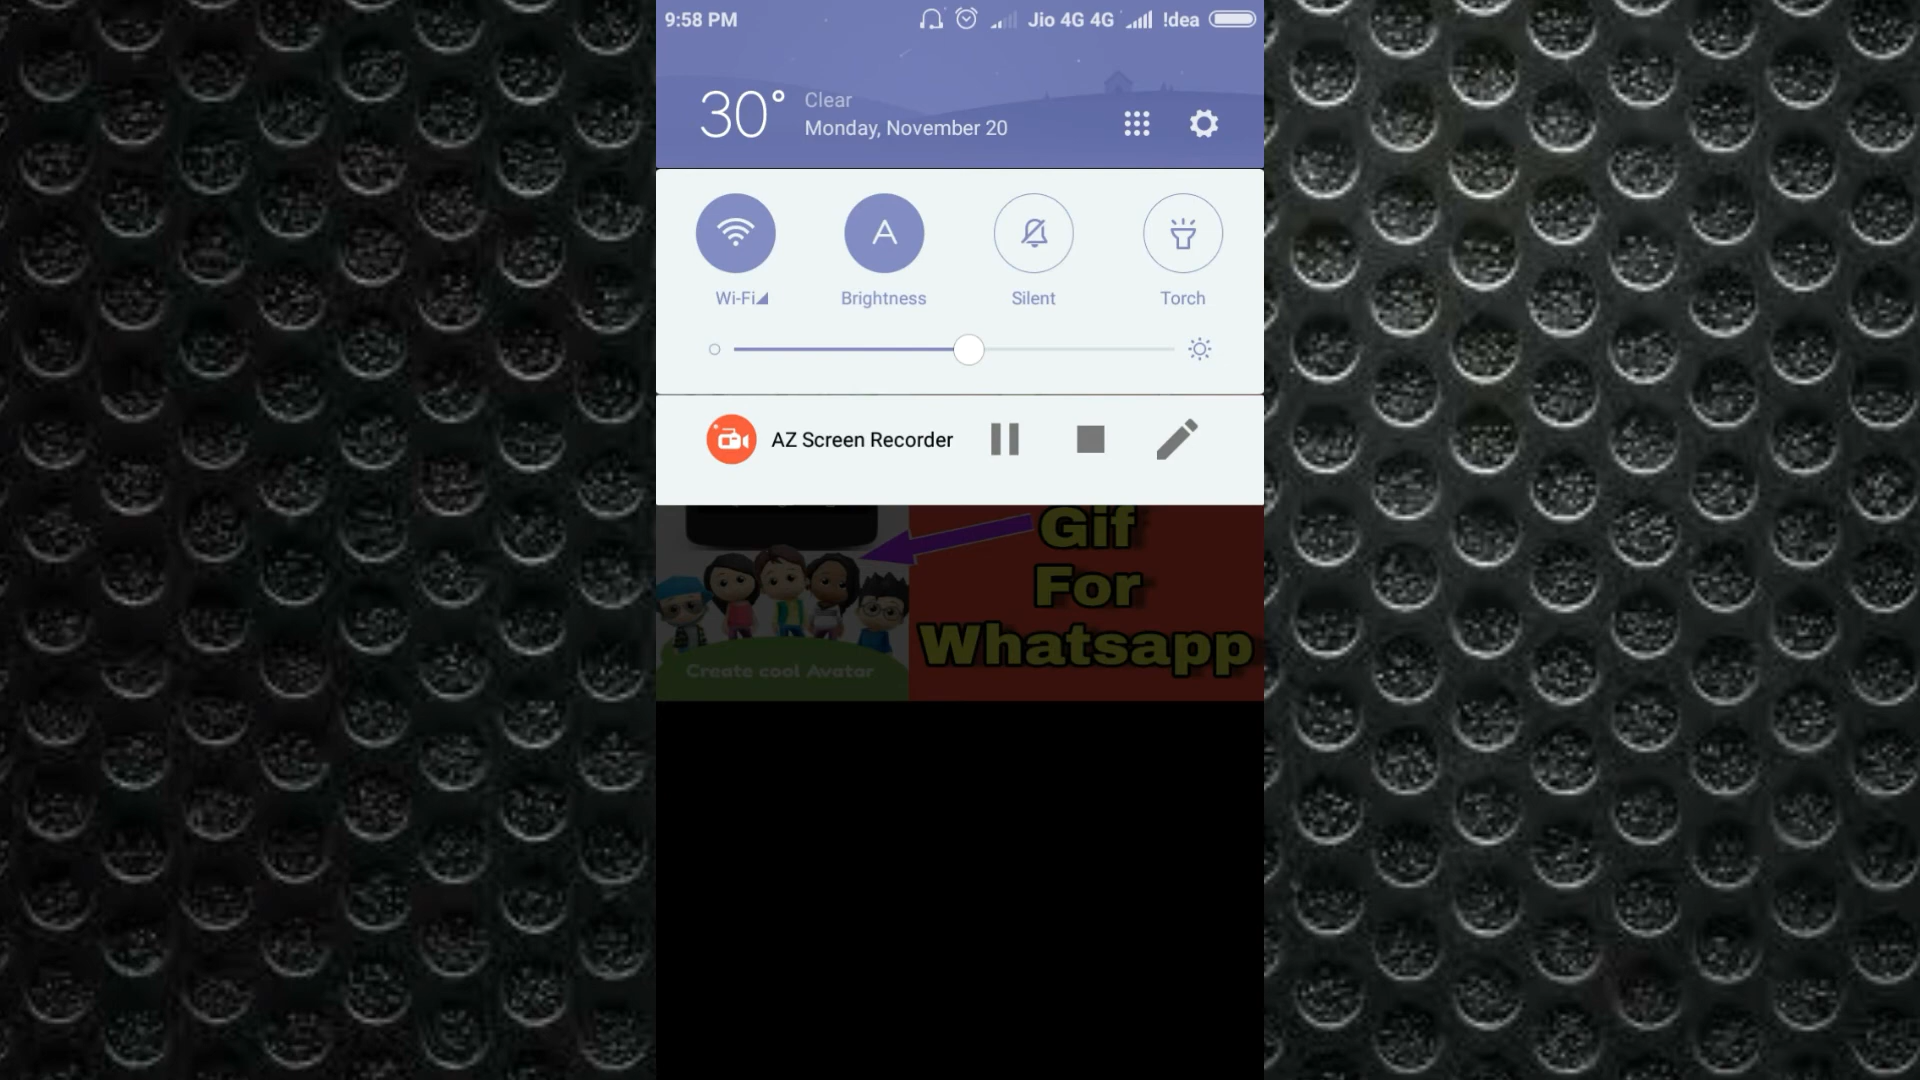 9:58 PM
Jio 4G 4G
!dea
30°
Clear
Monday, November 20
A
Wi-Fi
Brightness
Silent
Torch
AZ Screen Recorder
Gif
For
Whatsapp
Create cool Avatar